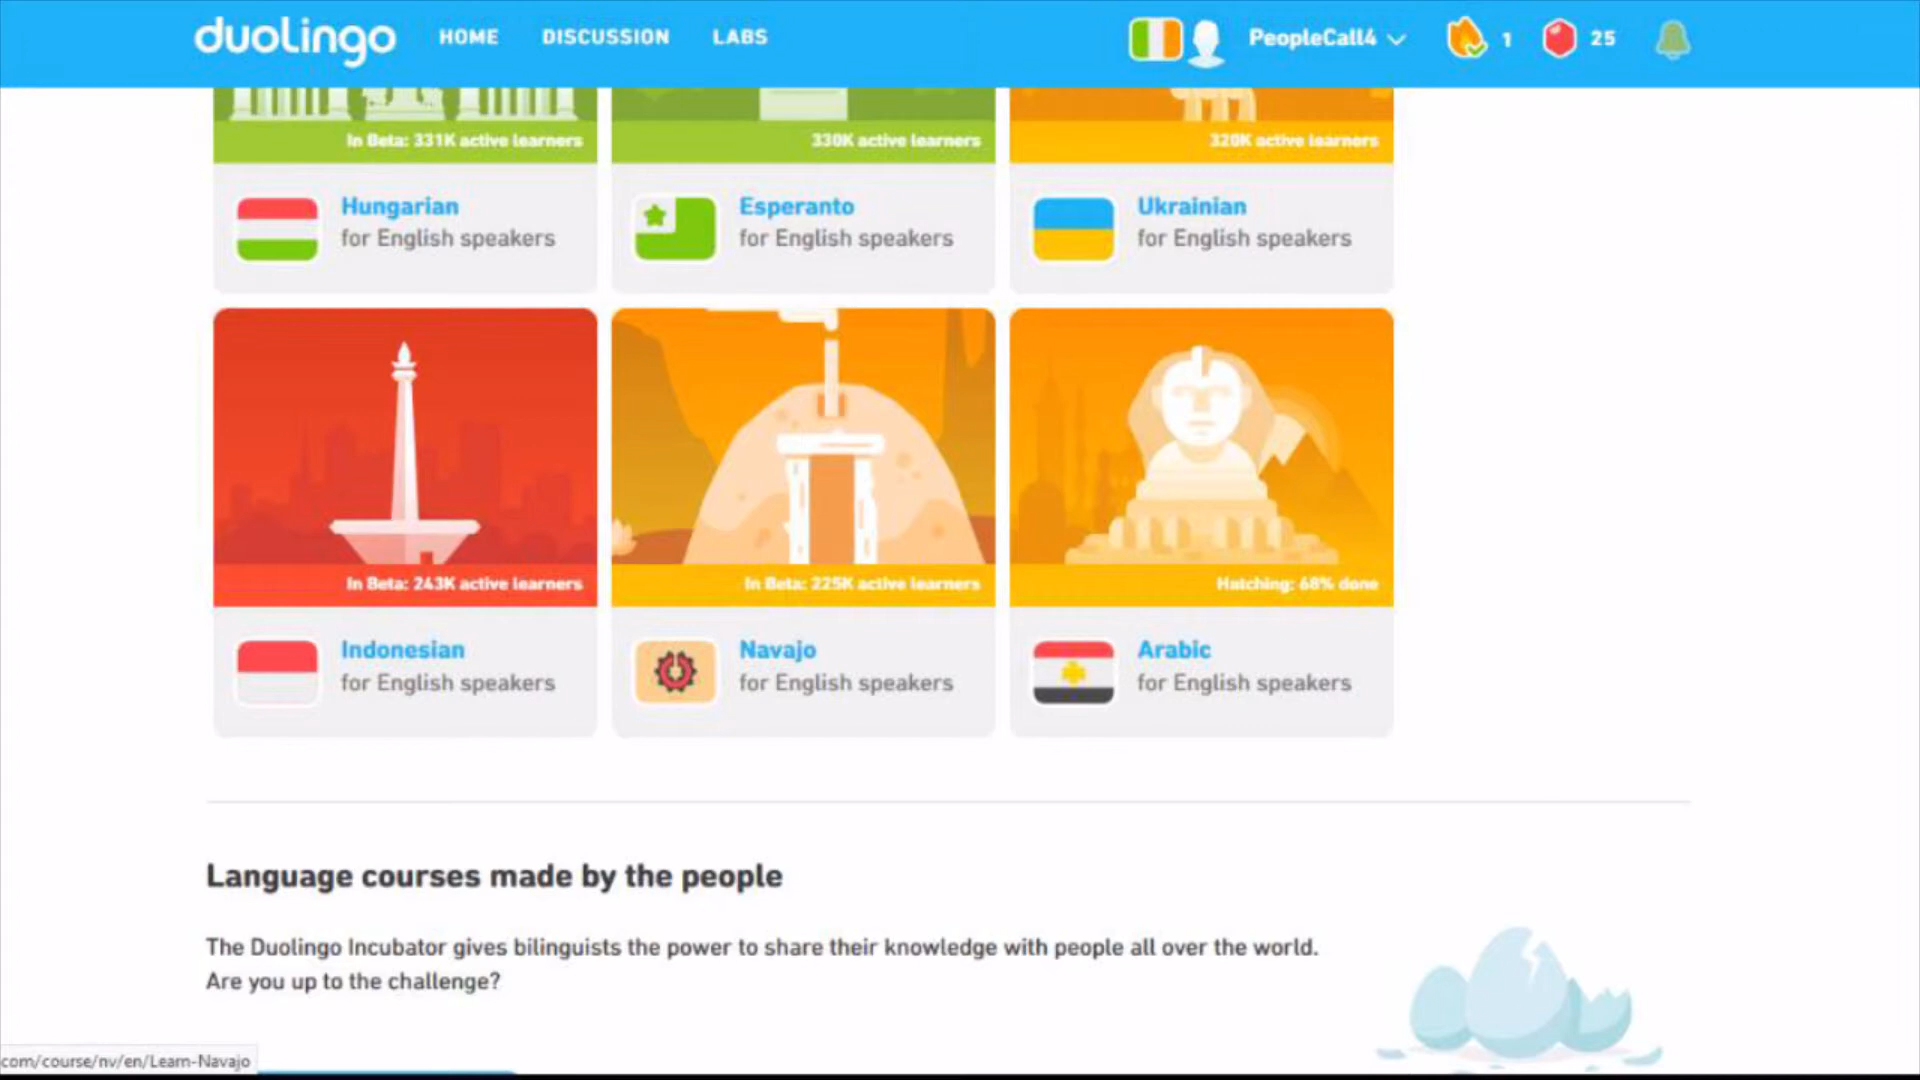 duolingo HOME DISCUSSION LABS PeopleCall4 1 25
In Beta: 331K active learners
330K active learners
320K active learners
Hungarian
for English speakers
Esperanto
for English speakers
Ukrainian
for English speakers
In Beta: 243K active learners
In Beta: 225K active learners
Hatching: 68% done
Indonesian
for English speakers
Navajo
for English speakers
Arabic
for English speakers
Language courses made by the people
The Duolingo Incubator gives bilinguists the power to share their knowledge with people all over the world.
Are you up to the challenge?
com/course/nv/en/Learn-Navajo